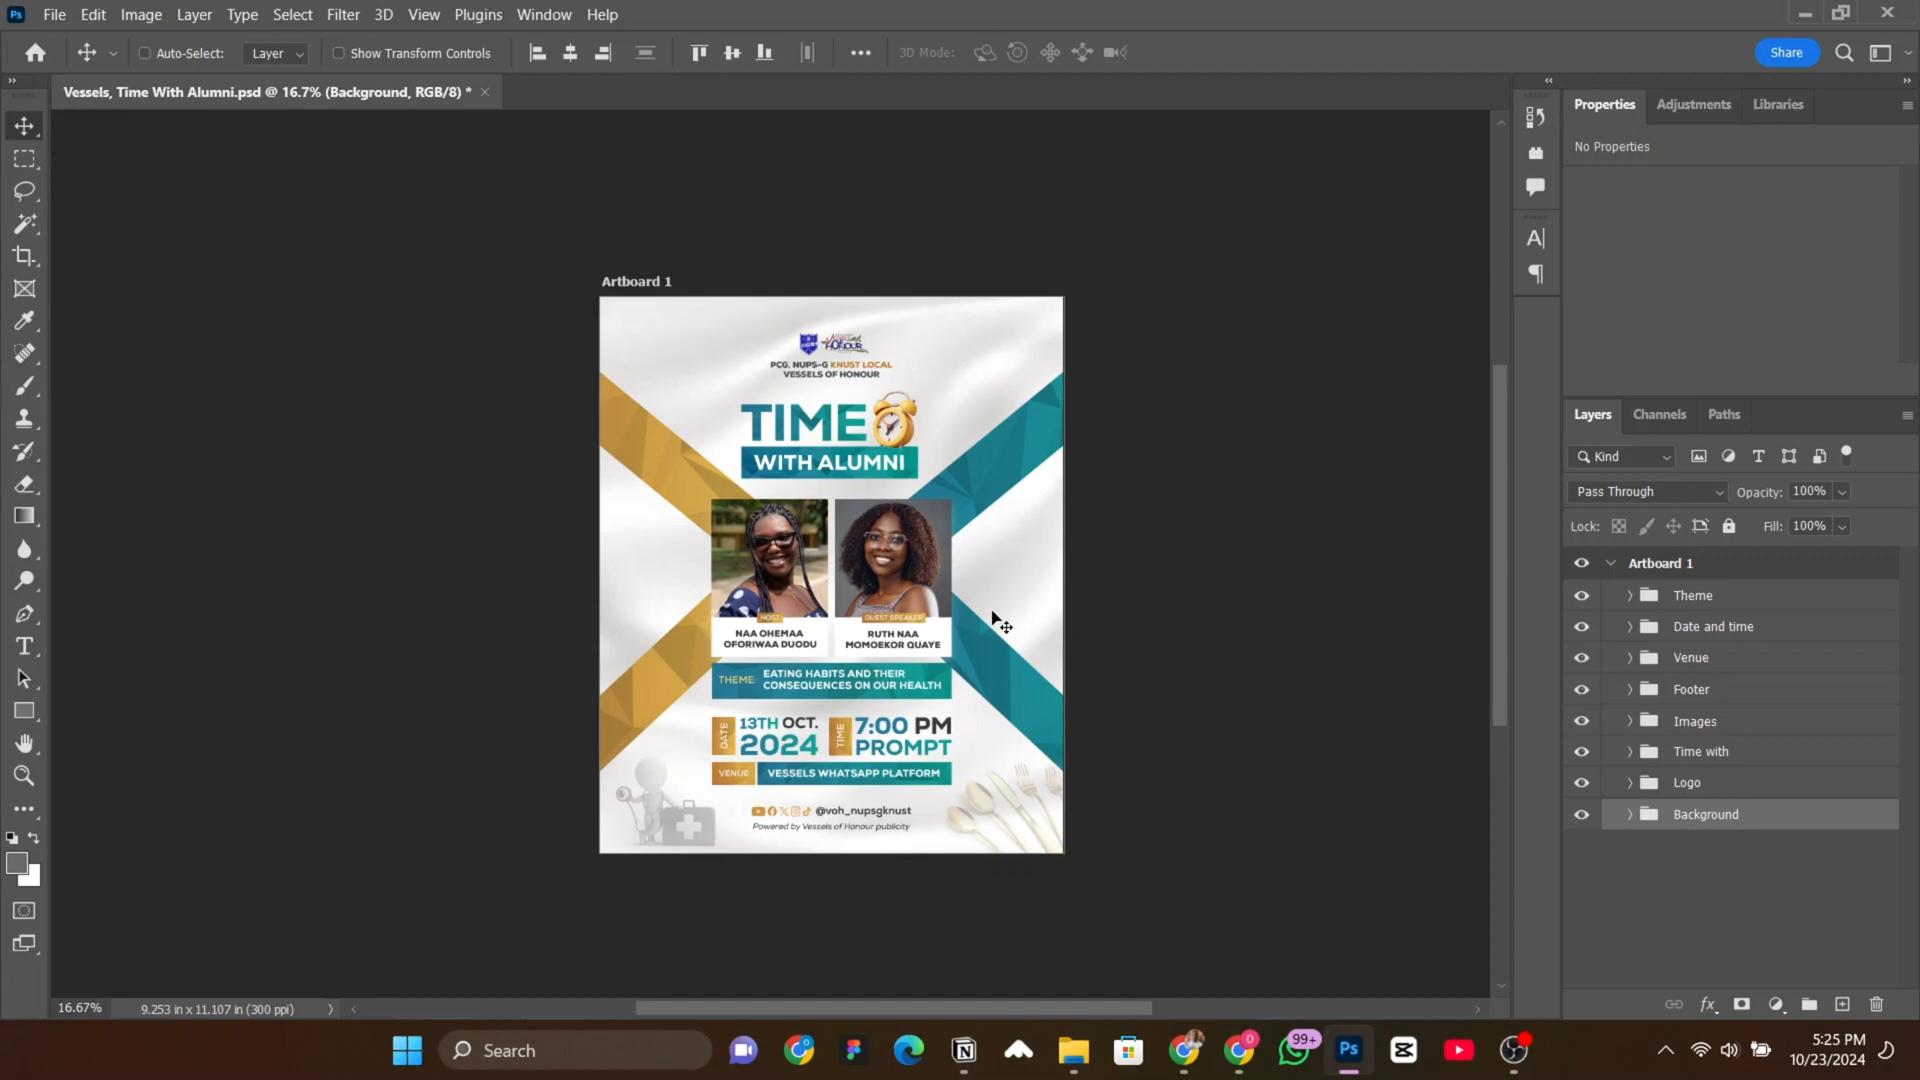 Ps File Edit Image Layer Type Select Filter 3D View Plugins Window Help
Auto-Select: Layer Show Transform Controls 3D Mode: Share
Vessels, Time With Alumni.psd @ 16.7% (Background, RGB/8) *
Artboard 1
HONOUR
PCG, NUPS-G KNUST LOCAL
VESSELS OF HONOUR
TIME
WITH ALUMNI
HOST
NAA OHEMAA
OFORIWAA DUODU
GUEST SPEAKER
RUTH NAA
MOMOEKOR QUAYE
THEME:
EATING HABITS AND THEIR
CONSEQUENCES ON OUR HEALTH
DATE
13TH OCT.
2024
TIME
7:00 PM
PROMPT
VENUE
VESSELS WHATSAPP PLATFORM
@voh_nupsgknust
Powered by Vessels of Honour publicity
Properties Adjustments Libraries
No Properties
Layers Channels Paths
Kind
Pass Through Opacity: 100%
Lock: Fill: 100%
Artboard 1
Theme
Date and time
Venue
Footer
Images
Time with
Logo
Background
16.67% 9.253 in x 11.107 in (300 ppi)
Search
99+
Ps
5:25 PM
10/23/2024